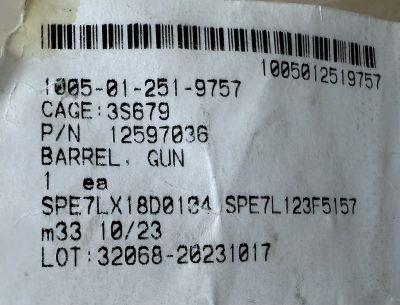 1005012519757
1005-01-251-9757
CAGE:3S679
P/N 12597036
BARREL, GUN
1 ea
SPE7LX18D0134 SPE7L123F5157
m33 10/23
LOT:32068-20231017